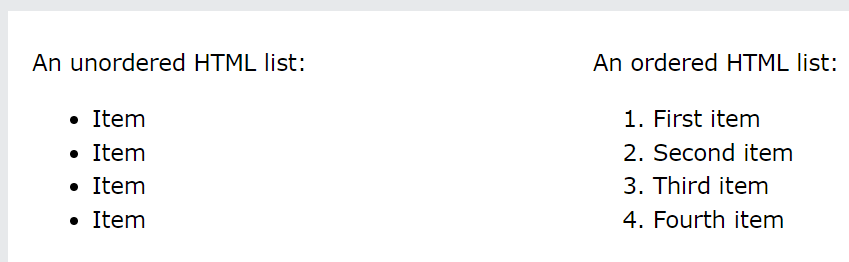 An unordered HTML list:
• Item
• Item
• Item
• Item
An ordered HTML list:
1. First item
2. Second item
3. Third item
4. Fourth item